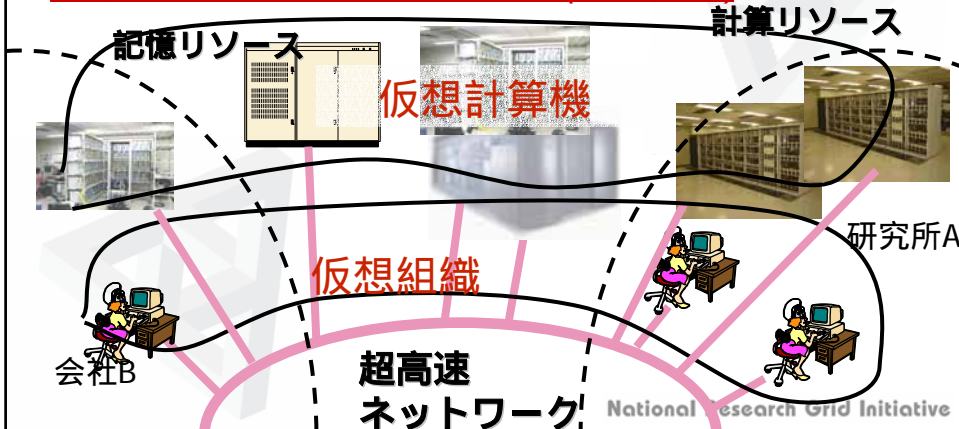 計算リソース
記憶リソース
仮想計算機
研究所A
仮想組織
会社B
超高速
ネットワーク
National Research Grid Initiative